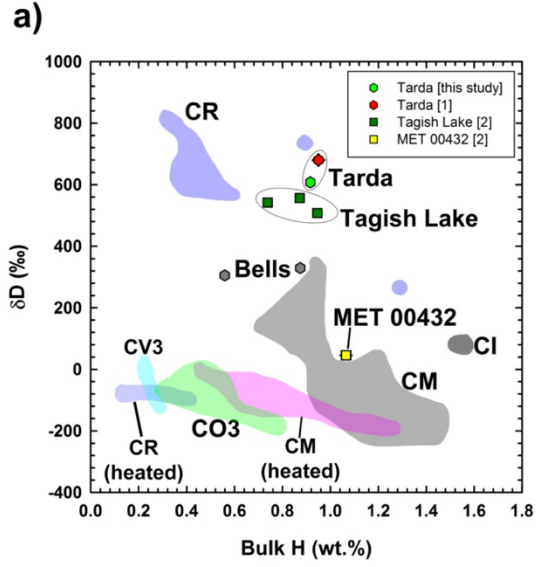 a)
1000
800
600
400
200
0
-200
-400
δD (‰)
0.0 0.2 0.4 0.6 0.8 1.0 1.2 1.4 1.6 1.8
Bulk H (wt.%)
Tarda [this study]
Tarda [1]
Tagish Lake [2]
MET 00432 [2]
CR
Tarda
Tagish Lake
Bells
MET 00432
CI
CV3
CM
CO3
CR
(heated)
CM
(heated)